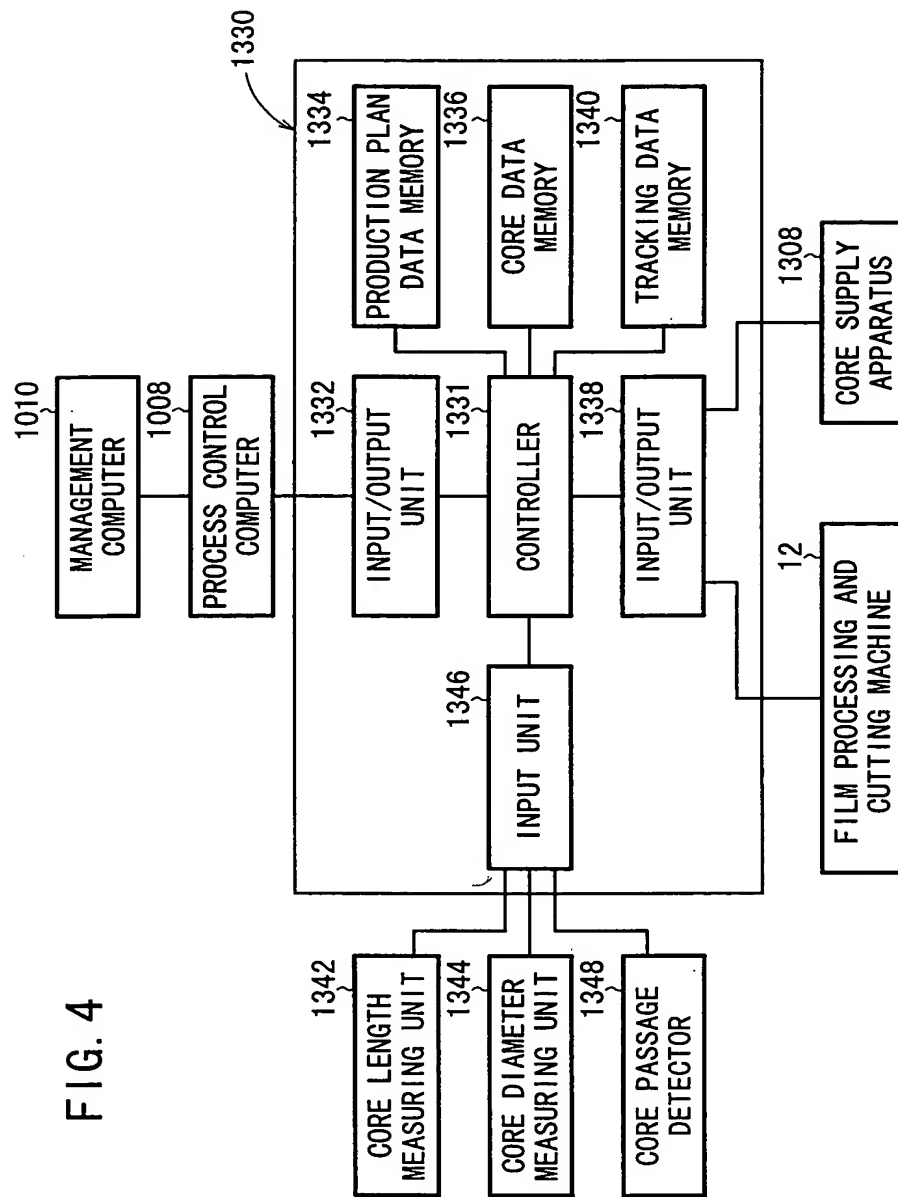 FIG. 4
1010
MANAGEMENT
COMPUTER
1008
PROCESS CONTROL
COMPUTER
1330
1332
INPUT/OUTPUT
UNIT
1334
PRODUCTION PLAN
DATA MEMORY
1342
CORE LENGTH
MEASURING UNIT
1346
INPUT UNIT
1331
CONTROLLER
1336
CORE DATA
MEMORY
1344
CORE DIAMETER
MEASURING UNIT
1338
INPUT/OUTPUT
UNIT
1340
TRACKING DATA
MEMORY
1348
CORE PASSAGE
DETECTOR
12
FILM PROCESSING AND
CUTTING MACHINE
1308
CORE SUPPLY
APPARATUS